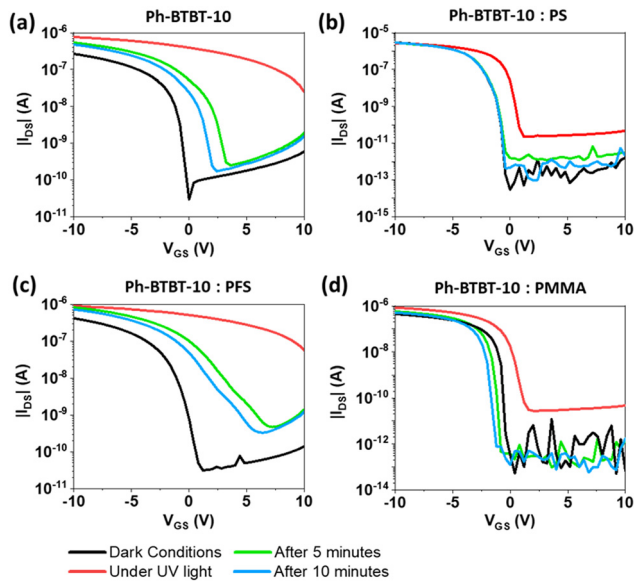 (a) Ph-BTBT-10
10⁻⁶
10⁻⁷
10⁻⁸
10⁻⁹
10⁻¹⁰
10⁻¹¹
|I_DS| (A)
-10 -5 0 5 10
V_GS (V)
(b) Ph-BTBT-10 : PS
10⁻⁵
10⁻⁷
10⁻⁹
10⁻¹¹
10⁻¹³
10⁻¹⁵
|I_DS| (A)
-10 -5 0 5 10
V_GS (V)
(c) Ph-BTBT-10 : PFS
10⁻⁶
10⁻⁷
10⁻⁸
10⁻⁹
10⁻¹⁰
10⁻¹¹
|I_DS| (A)
-10 -5 0 5 10
V_GS (V)
(d) Ph-BTBT-10 : PMMA
10⁻⁶
10⁻⁸
10⁻¹⁰
10⁻¹²
10⁻¹⁴
|I_DS| (A)
-10 -5 0 5 10
V_GS (V)
Dark Conditions After 5 minutes
Under UV light After 10 minutes